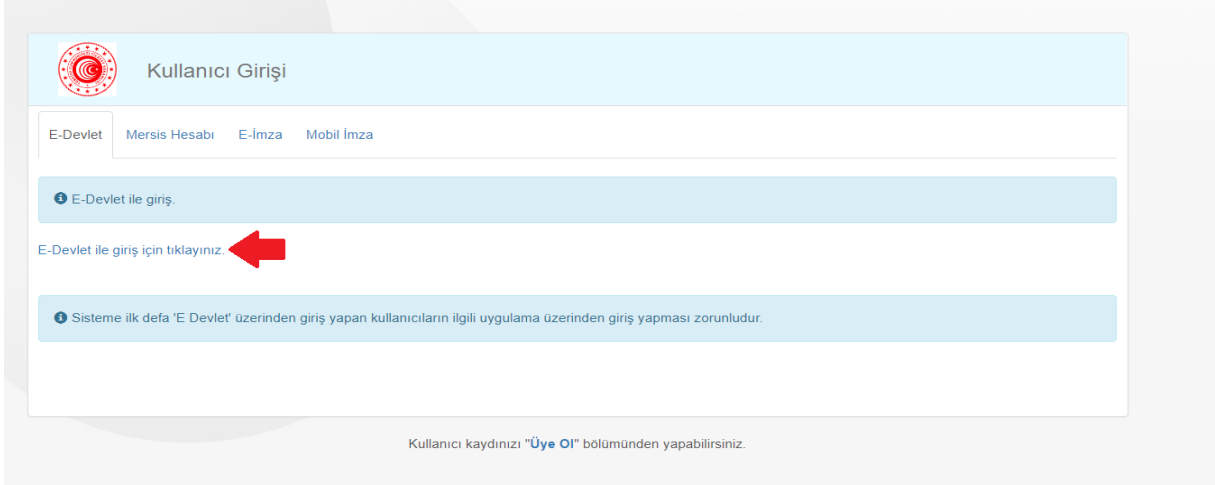 Kullanıcı Girişi
E-Devlet Mersis Hesabı E-İmza Mobil İmza
E-Devlet ile giriş.
E-Devlet ile giriş için tıklayınız.
Sisteme ilk defa 'E Devlet' üzerinden giriş yapan kullanıcıların ilgili uygulama üzerinden giriş yapması zorunludur.
Kullanıcı kaydınızı "Üye Ol" bölümünden yapabilirsiniz.